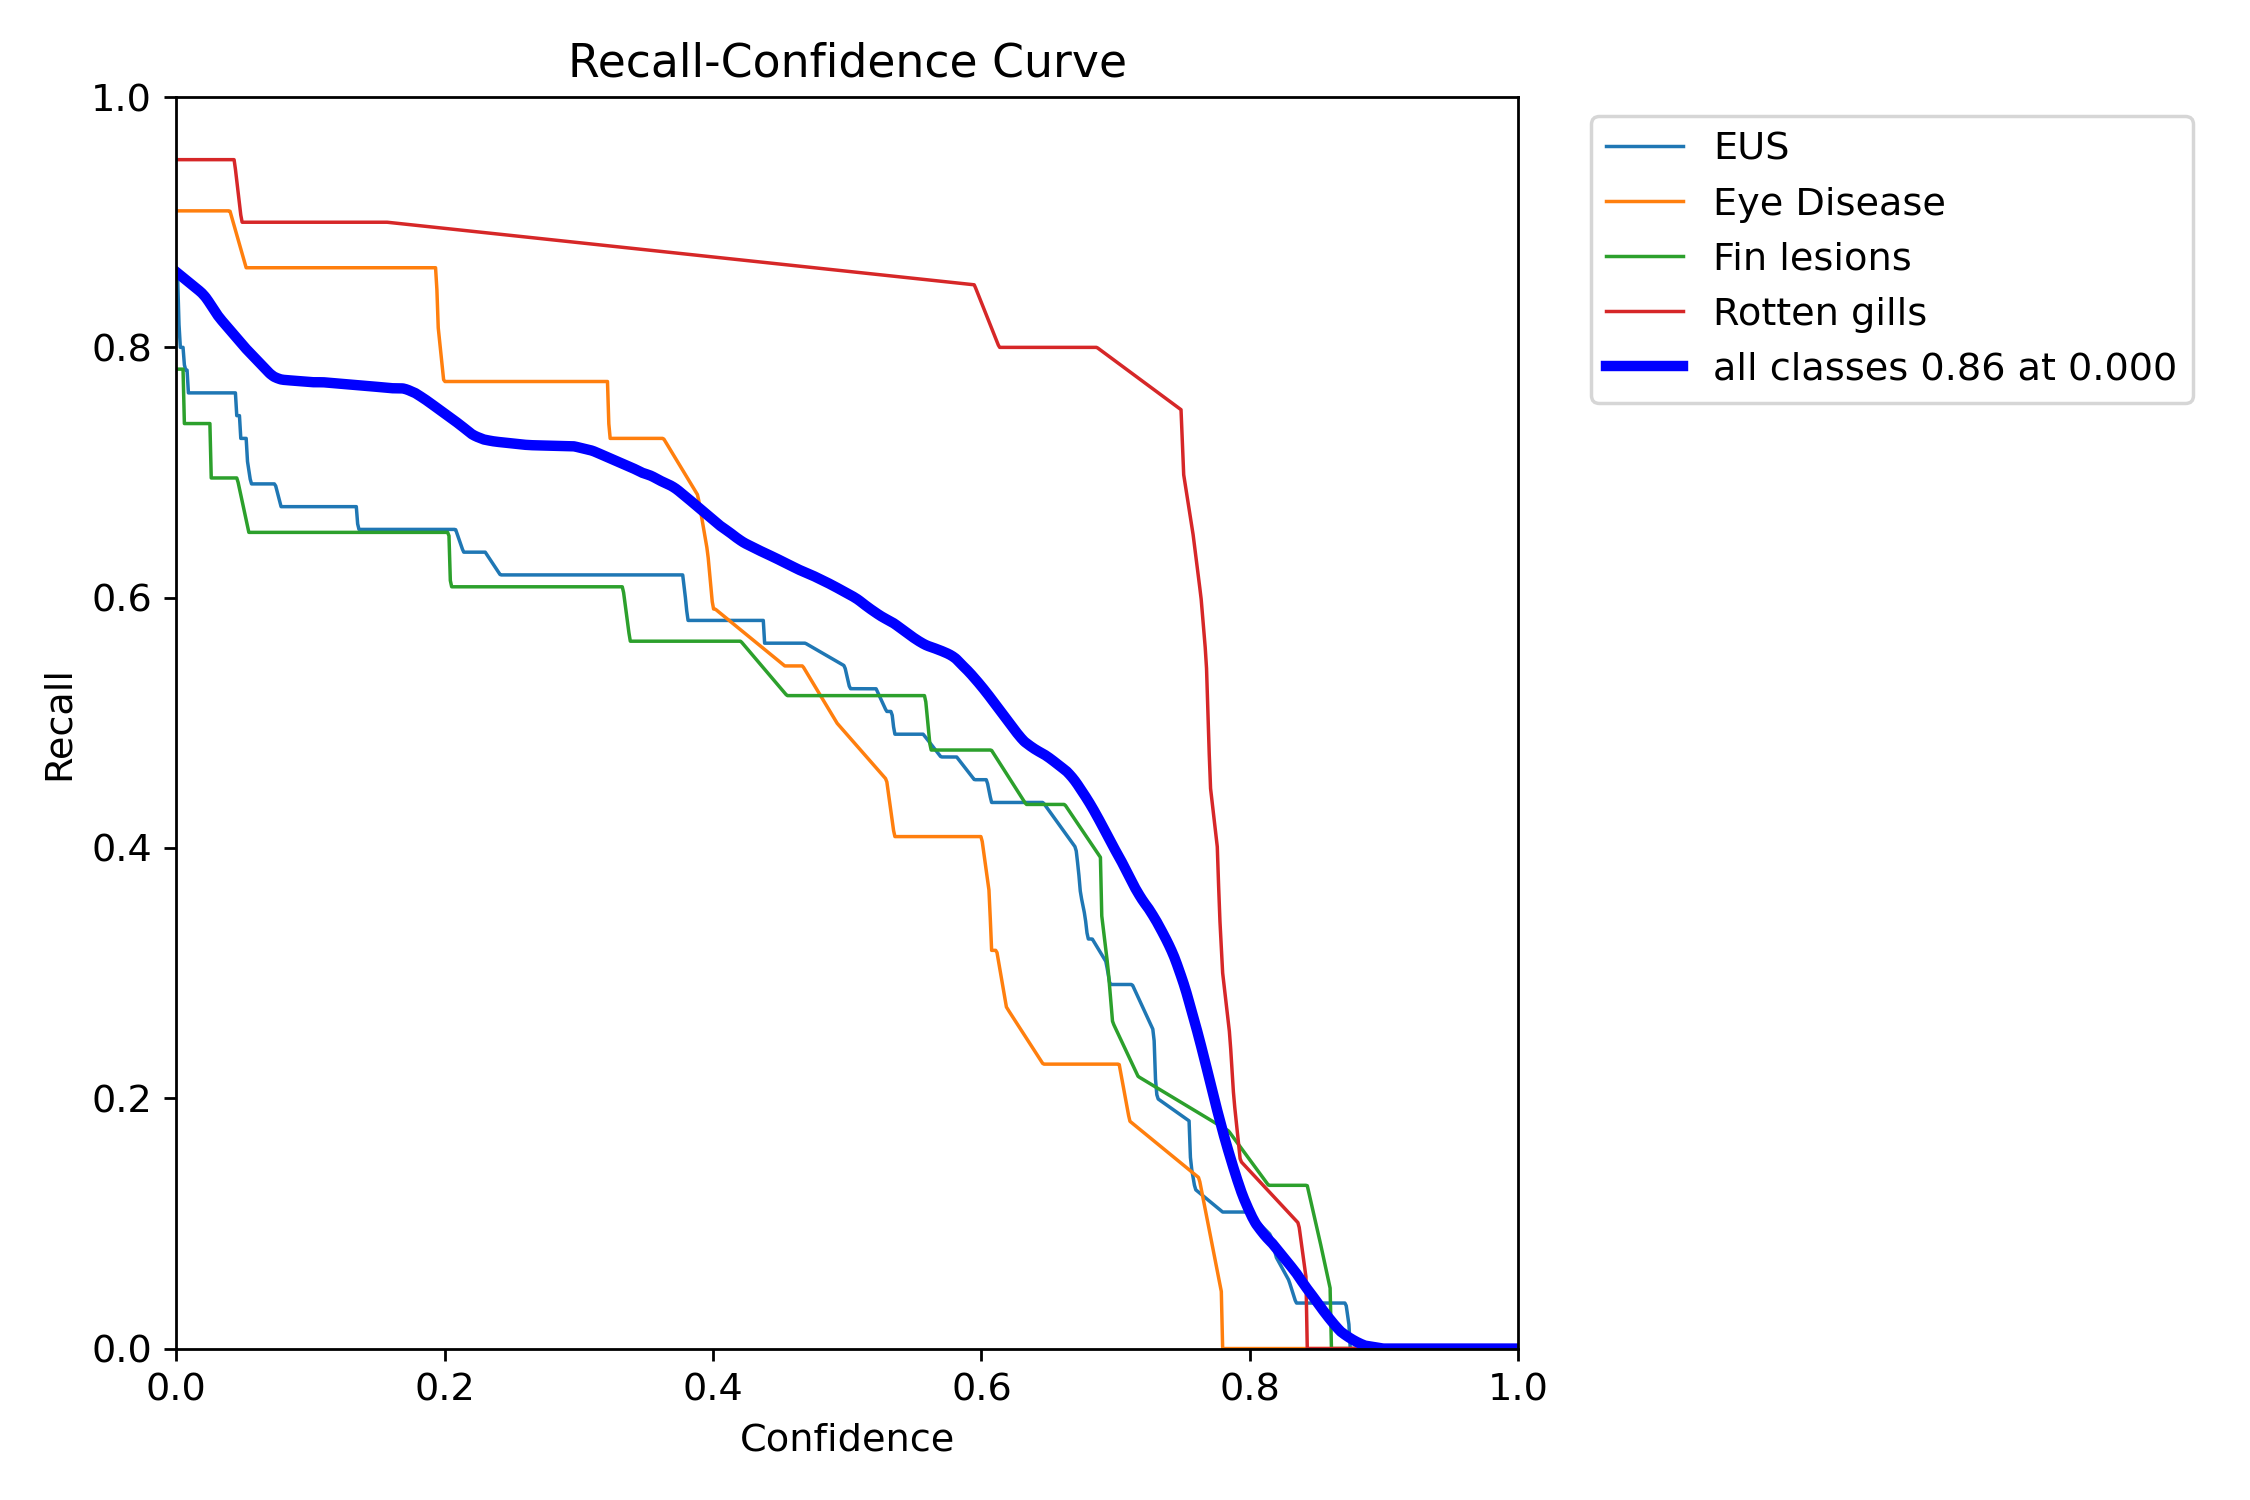 Recall-Confidence Curve
1.0
0.8
0.6
0.4
0.2
0.0
Recall
0.0 0.2 0.4 0.6 0.8 1.0
Confidence
EUS
Eye Disease
Fin lesions
Rotten gills
all classes 0.86 at 0.000